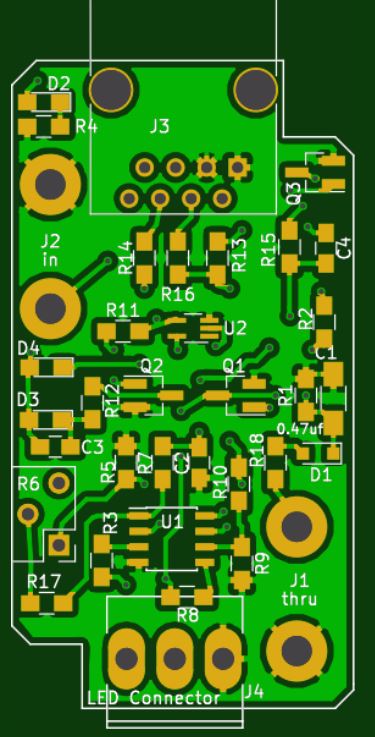 D2
R4
J3
Q3
J2
in
R14
R16
R13
R15
C4
R11
U2
R2
D4
Q2
Q1
C1
D3
R12
R1
0.47uf
C3
R5
R7
C2
R10
R18
D1
R6
R3
U1
R9
R17
R8
J1
thru
LED Connector
J4